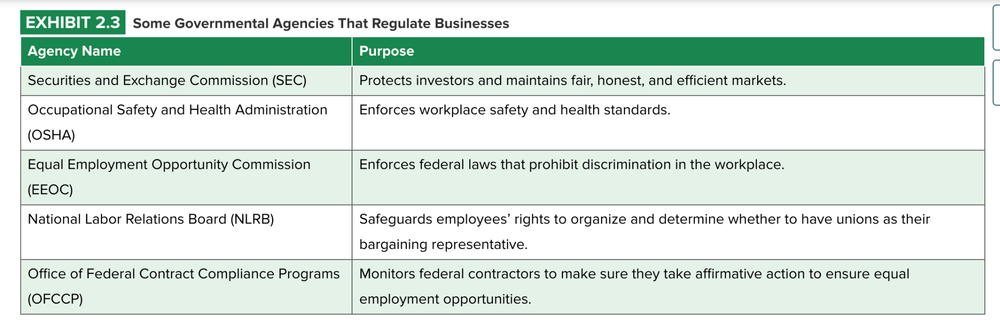 EXHIBIT 2.3 Some Governmental Agencies That Regulate Businesses
Agency Name Purpose
Securities and Exchange Commission (SEC) Protects investors and maintains fair, honest, and efficient markets.
Occupational Safety and Health Administration
(OSHA)
Enforces workplace safety and health standards.
Equal Employment Opportunity Commission
(EEOC)
Enforces federal laws that prohibit discrimination in the workplace.
National Labor Relations Board (NLRB)
Safeguards employees’ rights to organize and determine whether to have unions as their
bargaining representative.
Office of Federal Contract Compliance Programs
(OFCCP)
Monitors federal contractors to make sure they take affirmative action to ensure equal
employment opportunities.